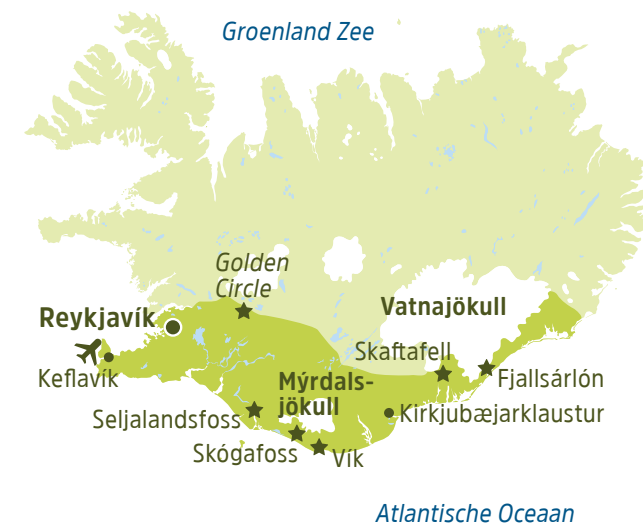 Groenland Zee
Golden
Circle
Reykjavík
Vatnajökull
Skaftafell
Keflavík
Mýrdals-
jökull
Fjallsárlón
Seljalandsfoss
Kirkjubæjarklaustur
Skógafoss
Vík
Atlantische Oceaan